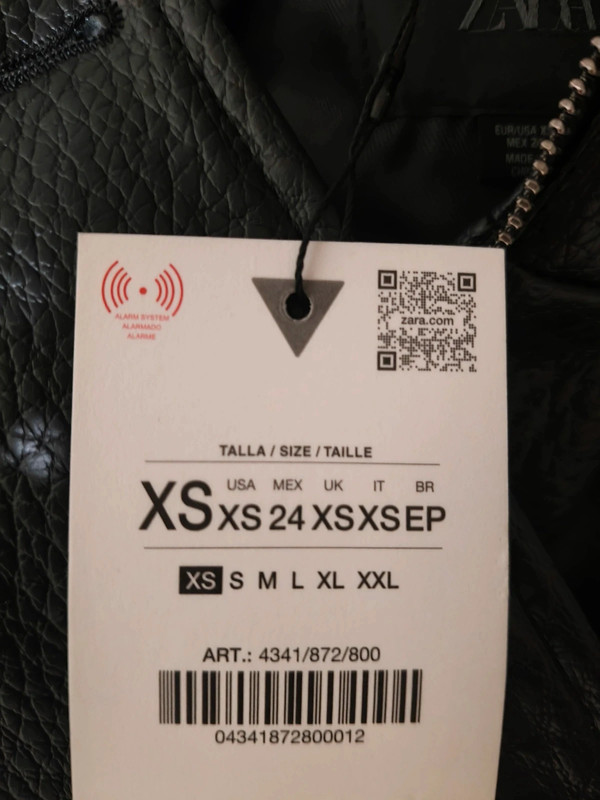 ZARA
EUR/USA
MEX 24
MADE
ALARM SYSTEM
ALARMADO
ALARME
zara.com
TALLA / SIZE / TAILLE
USA MEX UK IT BR
XS XS 24 XS XS EP
XS S M L XL XXL
ART.: 4341/872/800
04341872800012